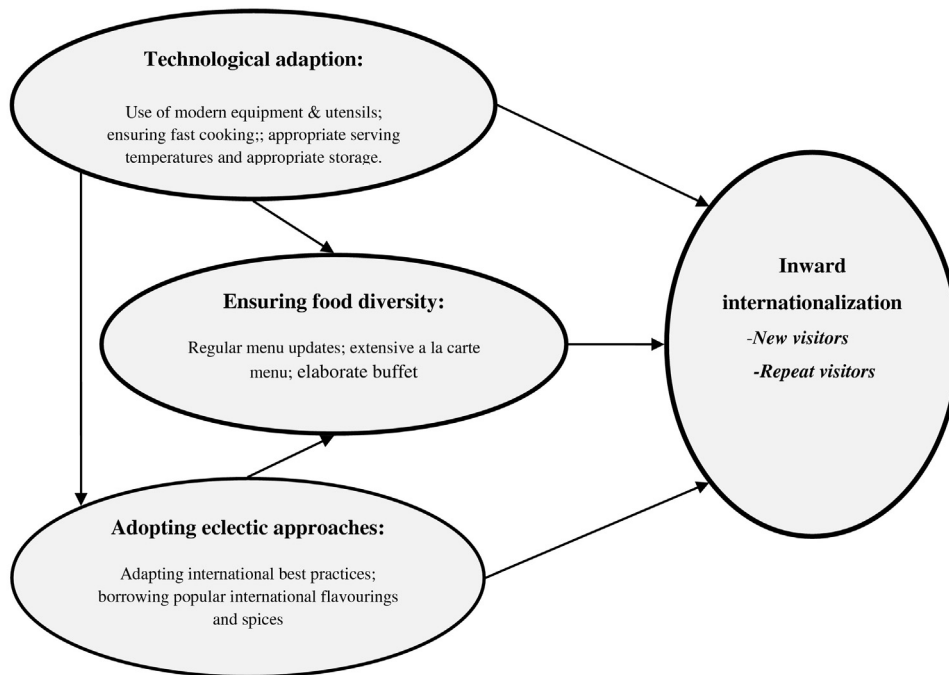 Technological adaption:
Use of modern equipment & utensils;
ensuring fast cooking;; appropriate serving
temperatures and appropriate storage.
Ensuring food diversity:
Regular menu updates; extensive a la carte
menu; elaborate buffet
Adopting eclectic approaches:
Adapting international best practices;
borrowing popular international flavourings
and spices
Inward
internationalization
-New visitors
-Repeat visitors